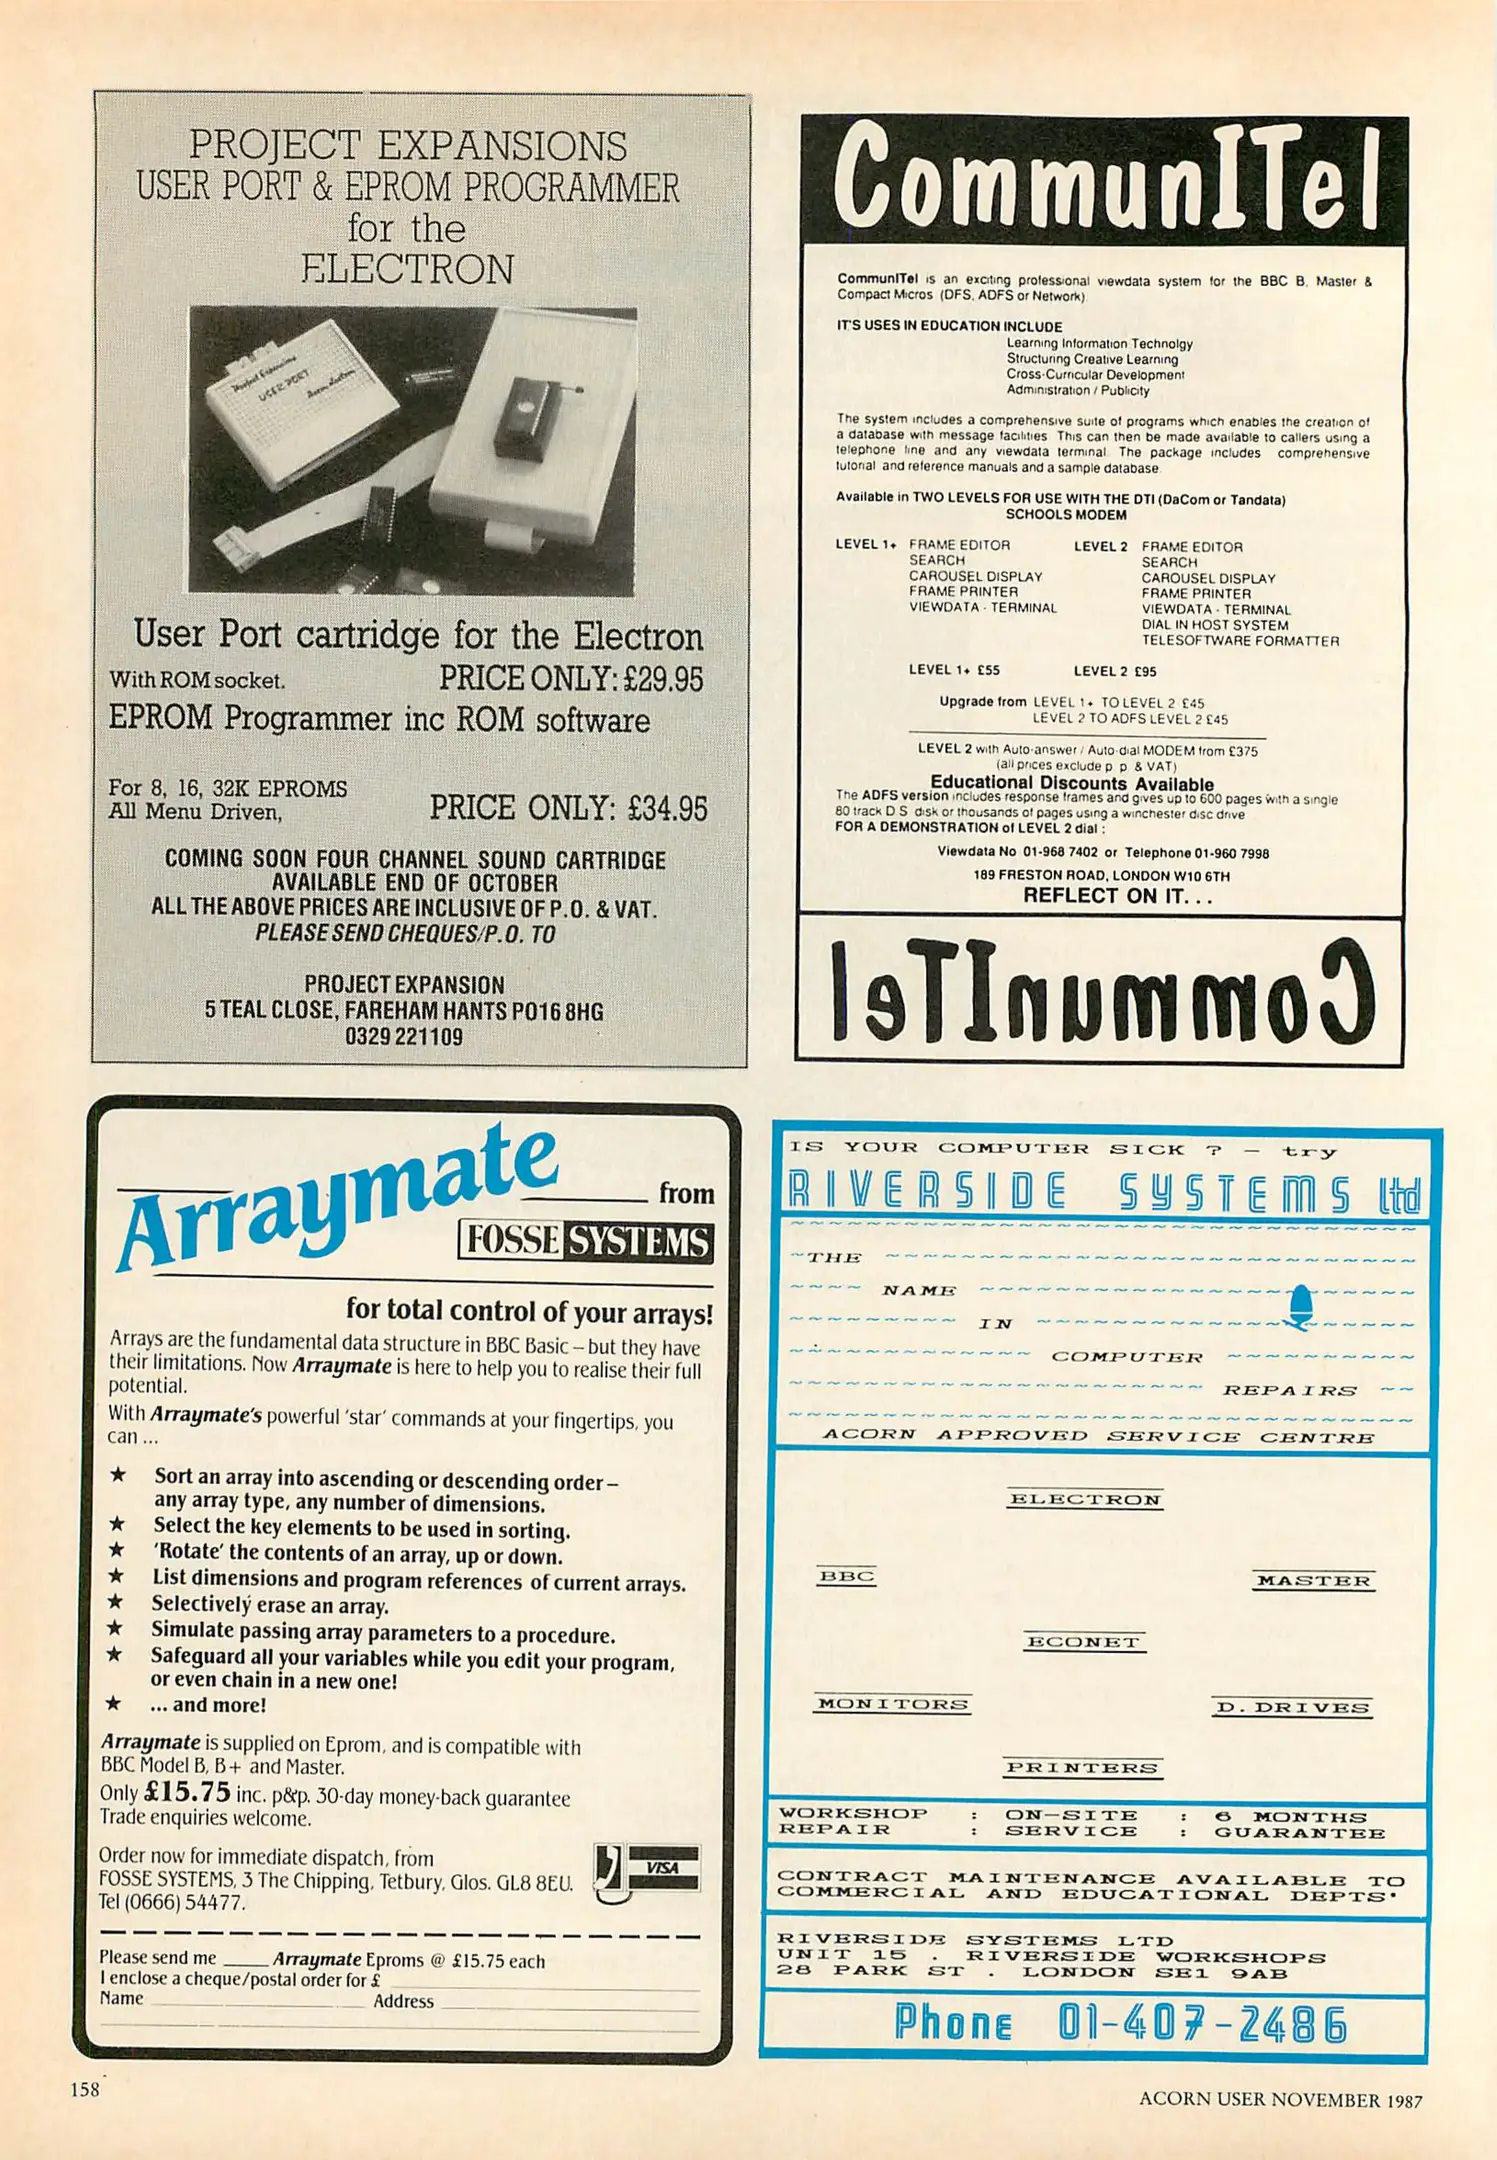 PROJECT EXPANSIONS
USER PORT & EPROM PROGRAMMER
for the
ELECTRON
Project Expansions
USER PORT
Acorn electron
User Port cartridge for the Electron
With ROM socket. PRICE ONLY: £29.95
EPROM Programmer inc ROM software
For 8, 16, 32K EPROMS
All Menu Driven, PRICE ONLY: £34.95
COMING SOON FOUR CHANNEL SOUND CARTRIDGE
AVAILABLE END OF OCTOBER
ALL THE ABOVE PRICES ARE INCLUSIVE OF P.O. & VAT.
PLEASE SEND CHEQUES/P.O. TO
PROJECT EXPANSION
5 TEAL CLOSE, FAREHAM HANTS PO16 8HG
0329 221109
CommunITel
CommunITel is an exciting professional viewdata system for the BBC B, Master &
Compact Micros (DFS, ADFS or Network)
IT'S USES IN EDUCATION INCLUDE
Learning Information Technolgy
Structuring Creative Learning
Cross-Curricular Development
Administration / Publicity
The system includes a comprehensive suite of programs which enables the creation of
a database with message facilities This can then be made available to callers using a
telephone line and any viewdata terminal The package includes comprehensive
tutorial and reference manuals and a sample database
Available in TWO LEVELS FOR USE WITH THE DTI (DaCom or Tandata)
SCHOOLS MODEM
LEVEL 1+ FRAME EDITOR LEVEL 2 FRAME EDITOR
SEARCH SEARCH
CAROUSEL DISPLAY CAROUSEL DISPLAY
FRAME PRINTER FRAME PRINTER
VIEWDATA - TERMINAL VIEWDATA - TERMINAL
DIAL IN HOST SYSTEM
TELESOFTWARE FORMATTER
LEVEL 1+ £55 LEVEL 2 £95
Upgrade from LEVEL 1+ TO LEVEL 2 £45
LEVEL 2 TO ADFS LEVEL 2 £45
LEVEL 2 with Auto-answer / Auto-dial MODEM from £375
(all prices exclude p p & VAT)
Educational Discounts Available
The ADFS version includes response frames and gives up to 600 pages with a single
80 track D S disk or thousands of pages using a winchester disc drive
FOR A DEMONSTRATION of LEVEL 2 dial :
Viewdata No 01-968 7402 or Telephone 01-960 7998
189 FRESTON ROAD, LONDON W10 6TH
REFLECT ON IT...
CommunITel
Arraymate from
FOSSE SYSTEMS
for total control of your arrays!
Arrays are the fundamental data structure in BBC Basic – but they have
their limitations. Now Arraymate is here to help you to realise their full
potential.
With Arraymate's powerful 'star' commands at your fingertips, you
can ...
★ Sort an array into ascending or descending order –
any array type, any number of dimensions.
★ Select the key elements to be used in sorting.
★ 'Rotate' the contents of an array, up or down.
★ List dimensions and program references of current arrays.
★ Selectively erase an array.
★ Simulate passing array parameters to a procedure.
★ Safeguard all your variables while you edit your program,
or even chain in a new one!
★ ... and more!
Arraymate is supplied on Eprom, and is compatible with
BBC Model B, B+ and Master.
Only £15.75 inc. p&p. 30-day money-back guarantee
Trade enquiries welcome.
Order now for immediate dispatch, from
FOSSE SYSTEMS, 3 The Chipping, Tetbury, Glos. GL8 8EU.
Tel (0666) 54477.
VISA
Please send me ____ Arraymate Eproms @ £15.75 each
I enclose a cheque/postal order for £
Name ____ Address ____
IS YOUR COMPUTER SICK ? - try
RIVERSIDE SYSTEMS Ltd
THE
NAME
IN
COMPUTER
REPAIRS
ACORN APPROVED SERVICE CENTRE
ELECTRON
BBC MASTER
ECONET
MONITORS D.DRIVES
PRINTERS
WORKSHOP : ON-SITE : 6 MONTHS
REPAIR : SERVICE : GUARANTEE
CONTRACT MAINTENANCE AVAILABLE TO
COMMERCIAL AND EDUCATIONAL DEPTS'
RIVERSIDE SYSTEMS LTD
UNIT 15 . RIVERSIDE WORKSHOPS
28 PARK ST . LONDON SE1 9AB
Phone 01-407-2486
158
ACORN USER NOVEMBER 1987